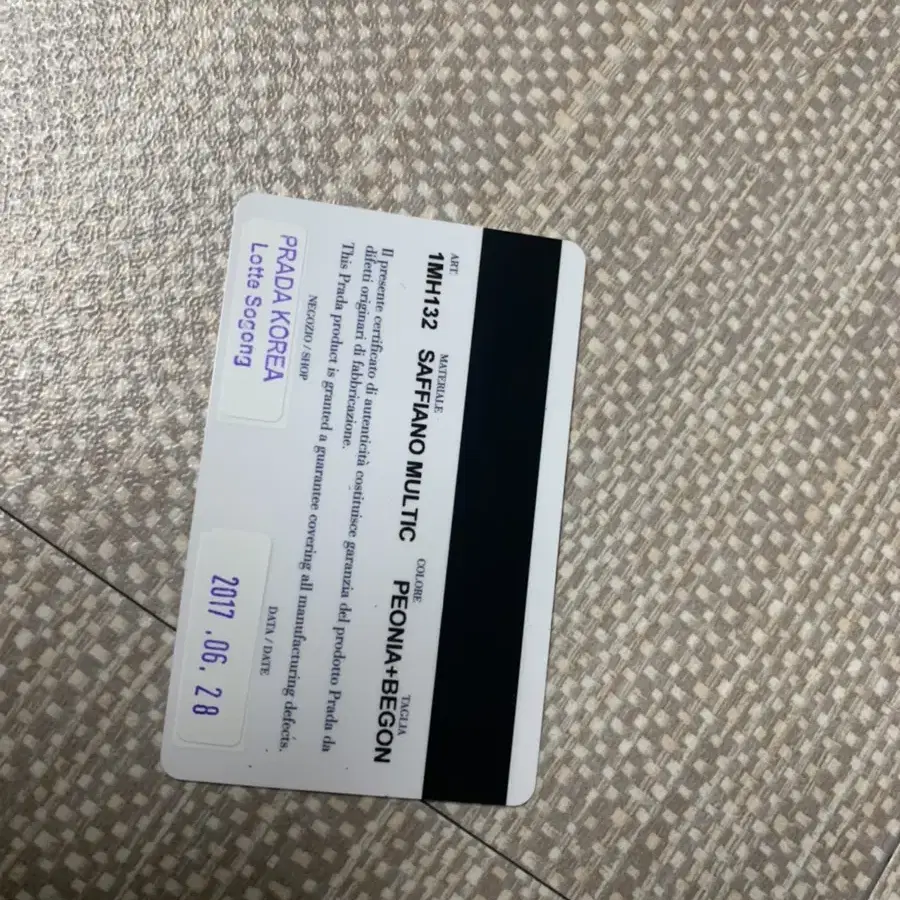 ART.
1MH132
MATERIALE
SAFFIANO MULTIC
COLORE
PEONIA+BEGON
TAGLIA
Il presente certificato di autenticità costituisce garanzia del prodotto Prada da
difetti originari di fabbricazione.
This Prada product is granted a guarantee covering all manufacturing defects.
NEGOZIO / SHOP
PRADA KOREA
Lotte Sogong
DATA / DATE
2017 .06. 28